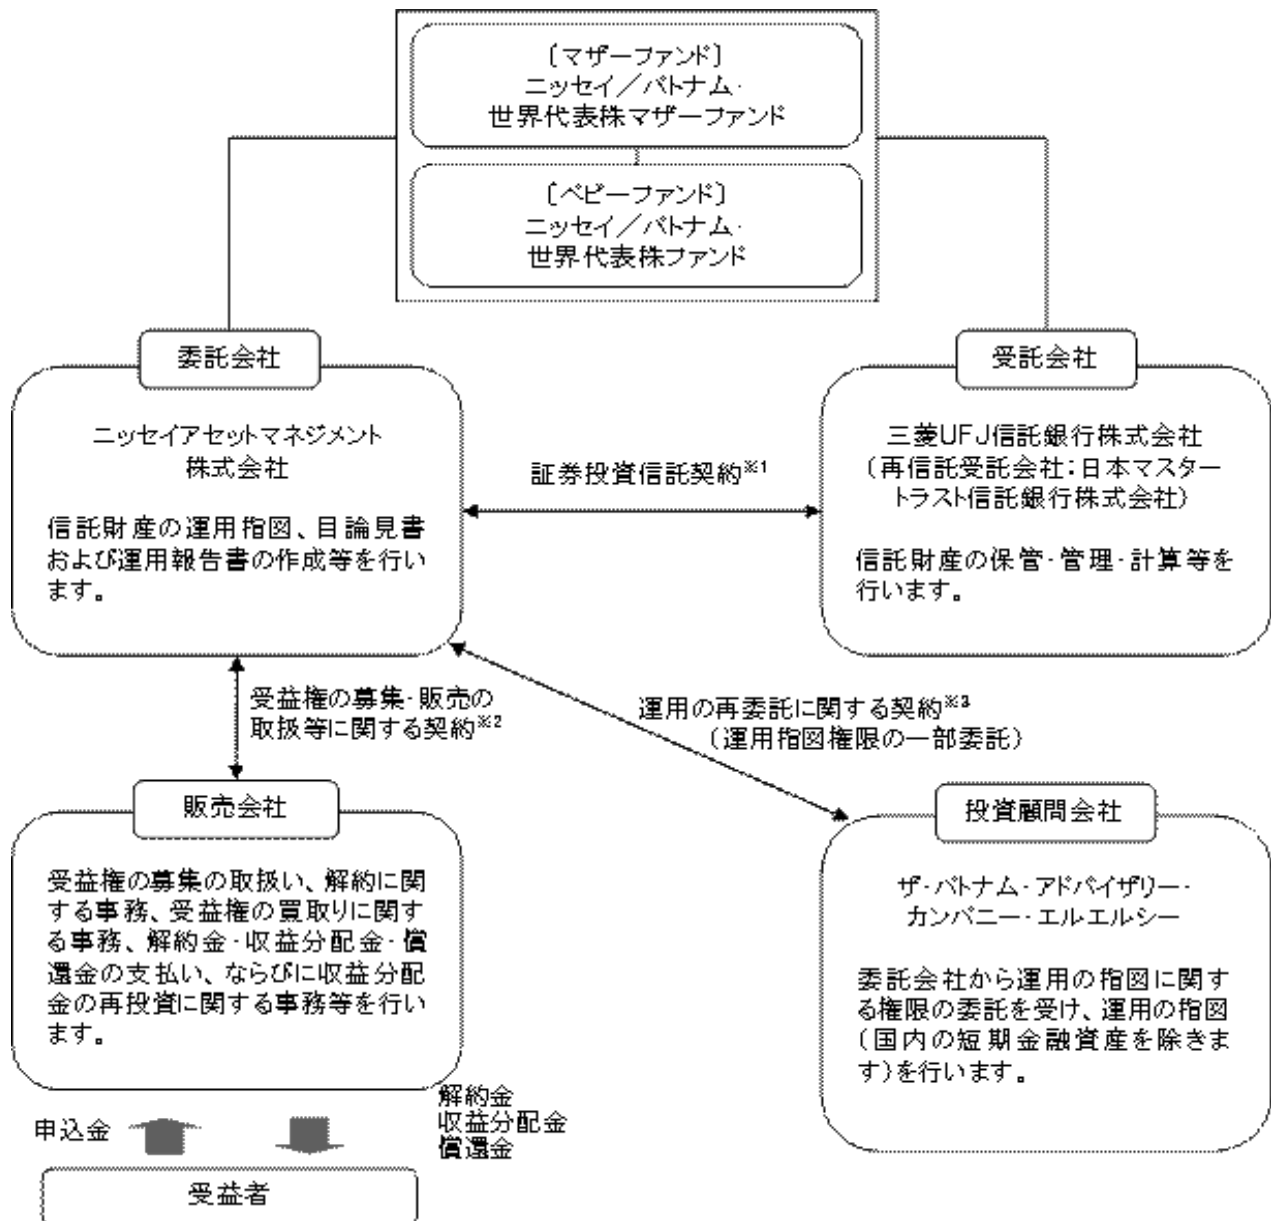 〔マザーファンド〕
ニッセイ／パトナム・
世界代表株マザーファンド
〔ベビーファンド〕
ニッセイ／パトナム・
世界代表株ファンド
委託会社
ニッセイアセットマネジメント
株式会社
信託財産の運用指図、目論見書
および運用報告書の作成等を行い
ます。
証券投資信託契約※1
受託会社
三菱UFJ信託銀行株式会社
（再信託受託会社：日本マスター
トラスト信託銀行株式会社）
信託財産の保管・管理・計算等を
行います。
受益権の募集・販売の
取扱等に関する契約※2
運用の再委託に関する契約※3
（運用指図権限の一部委託）
販売会社
受益権の募集の取扱い、解約に関
する事務、受益権の買取りに関す
る事務、解約金・収益分配金・償
還金の支払い、ならびに収益分配
金の再投資に関する事務等を行い
ます。
投資顧問会社
ザ・パトナム・アドバイザリー・
カンパニー・エルエルシー
委託会社から運用の指図に関す
る権限の委託を受け、運用の指図
（国内の短期金融資産を除きま
す）を行います。
申込金
解約金
収益分配金
償還金
受益者